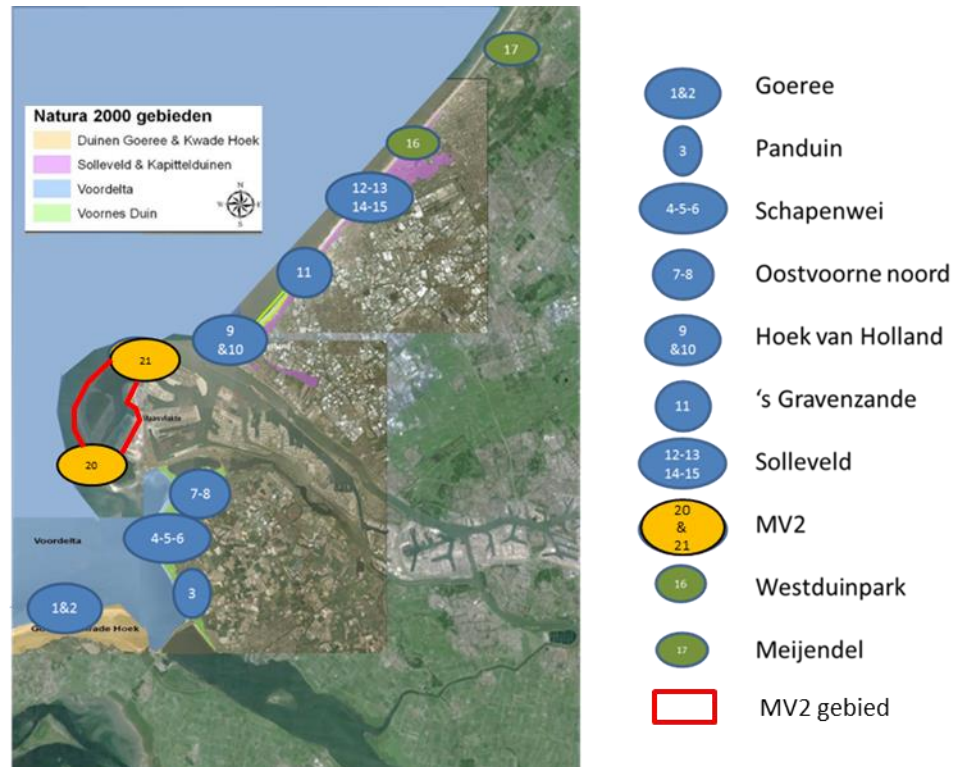 Natura 2000 gebieden
Duinen Goeree & Kwade Hoek
Solleveld & Kapittelduinen
Voordelta
Voornes Duin
N
S
17
16
12-13
14-15
11
9
&10
21
20
7-8
4-5-6
Voordelta
3
1&2
Hoek
1&2
Goeree
3
Panduin
4-5-6
Schapenwei
7-8
Oostvoorne noord
9
&10
Hoek van Holland
11
‘s Gravenzande
12-13
14-15
Solleveld
20
&
21
MV2
16
Westduinpark
17
Meijendel
MV2 gebied